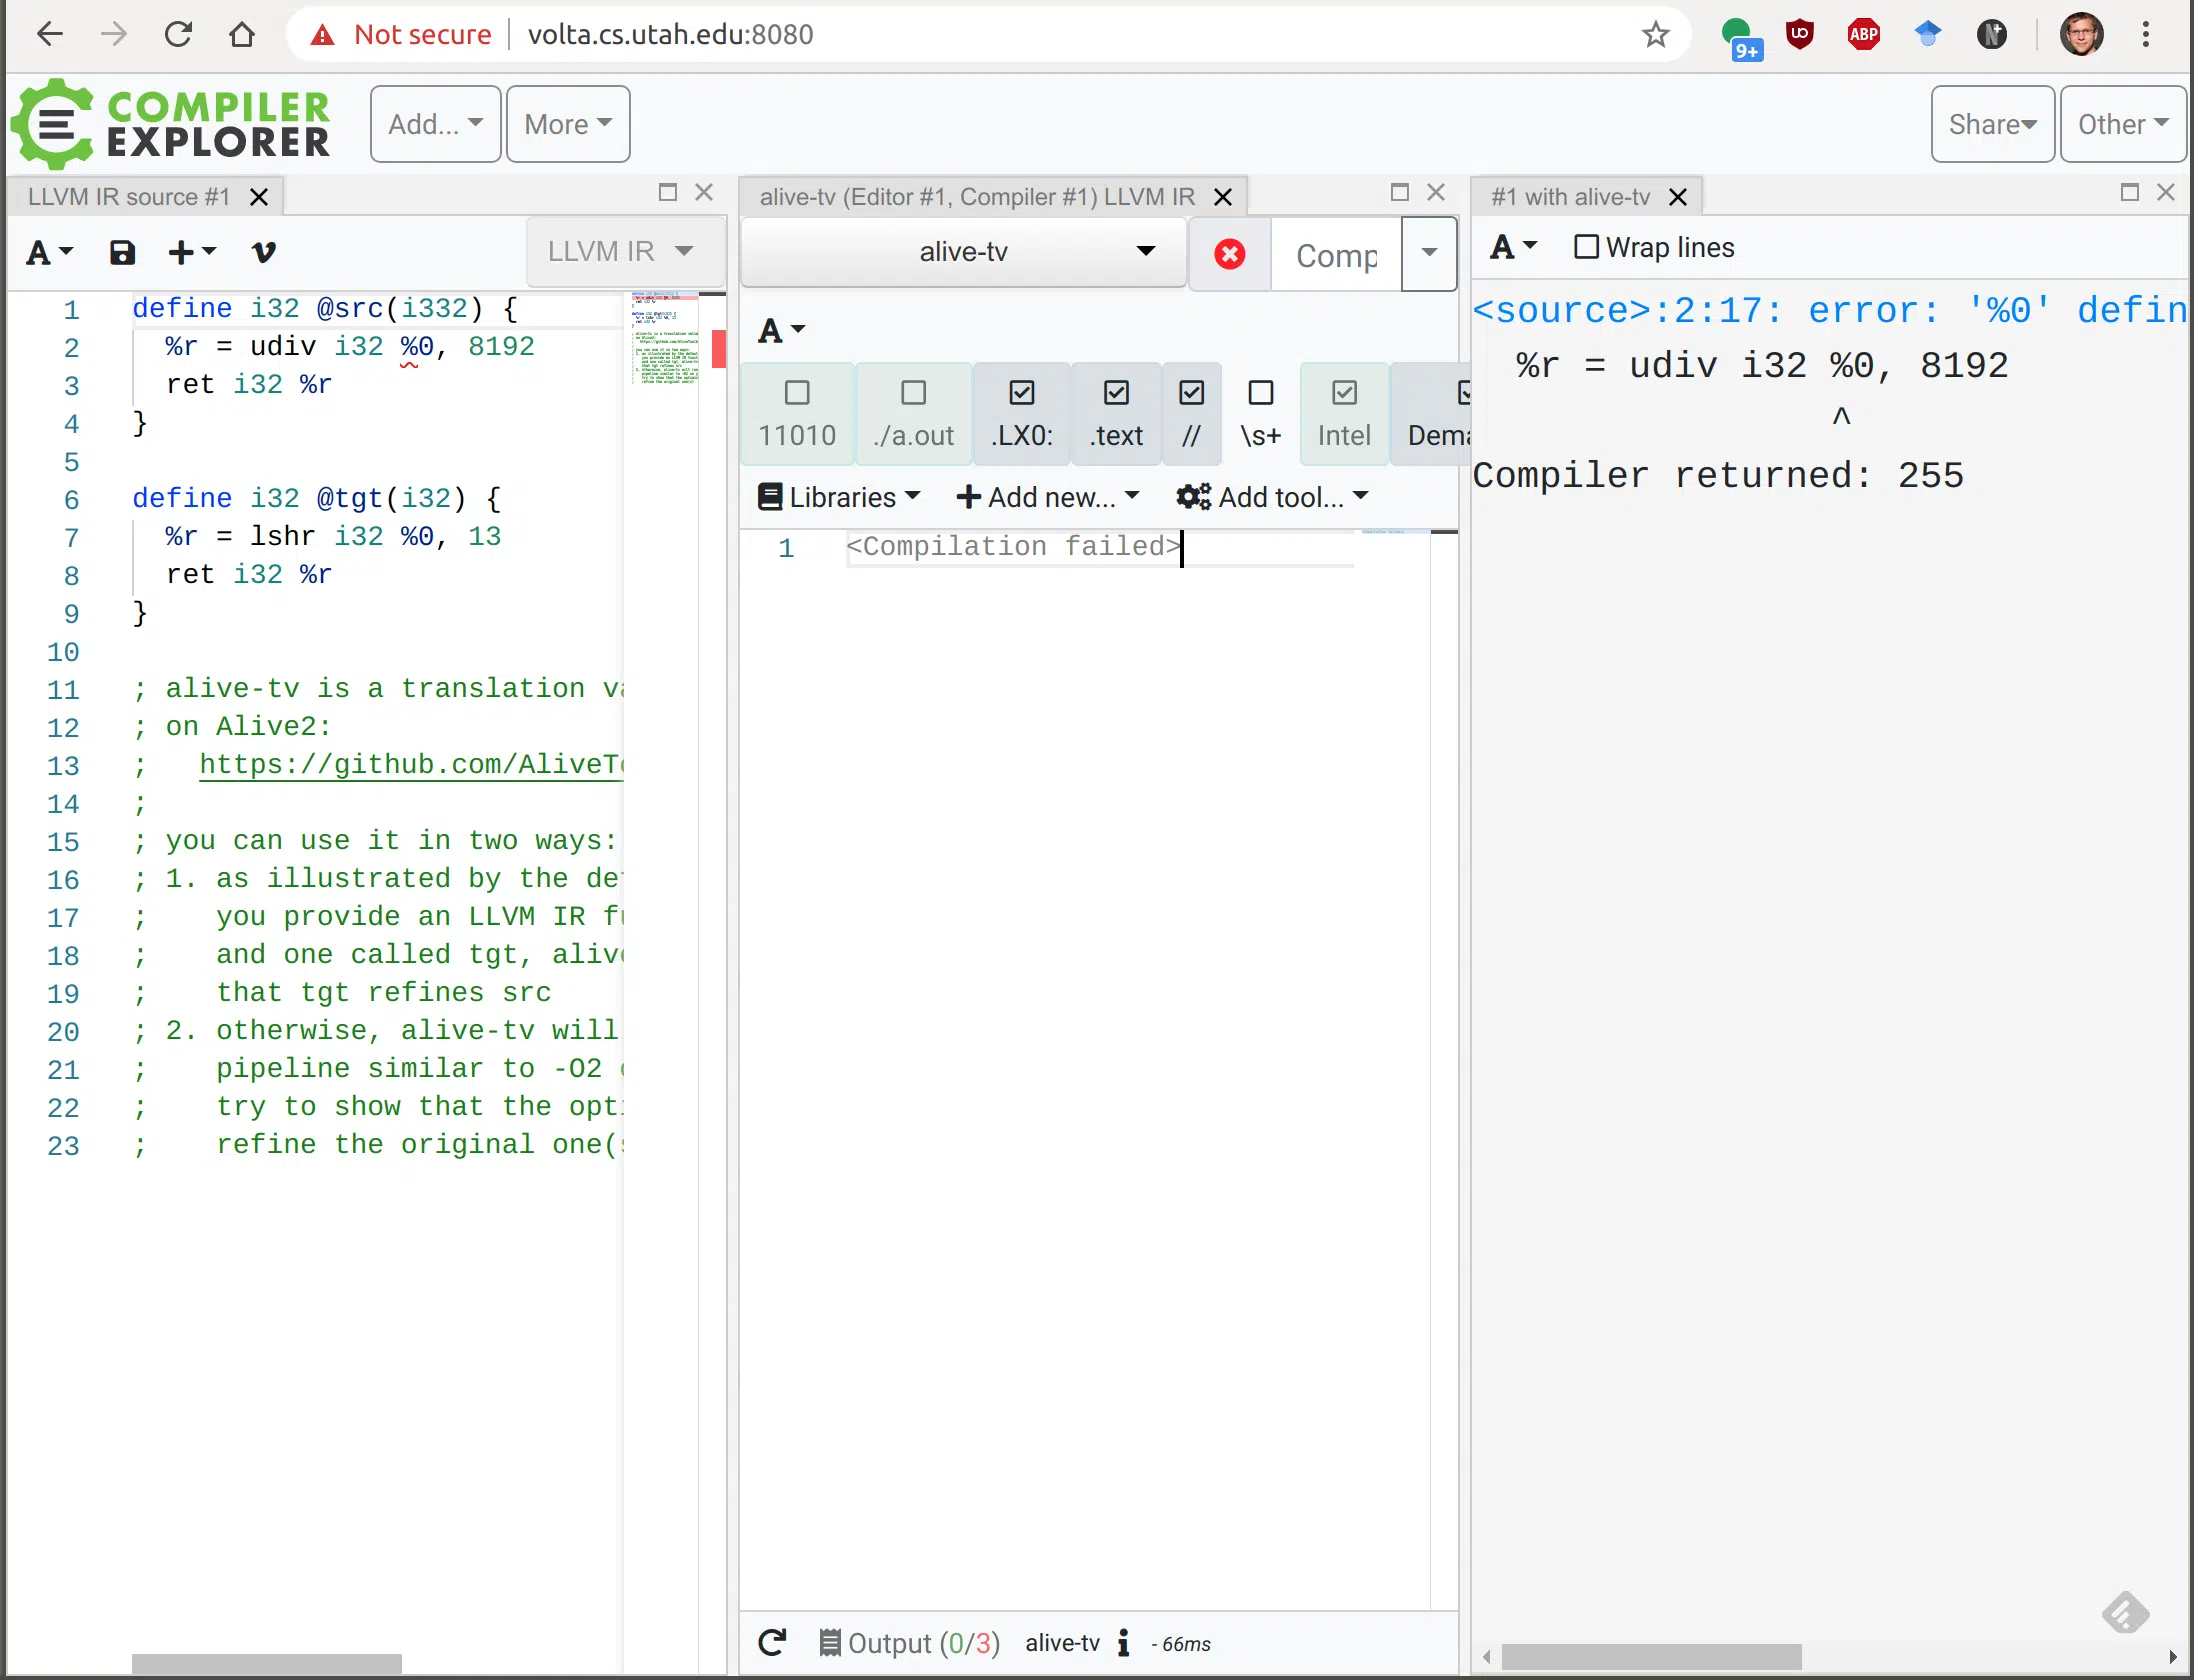 Not secure volta.cs.utah.edu:8080
9+ ABP N+
COMPILER
EXPLORER
Add...
More
Share
Other
LLVM IR source #1
LLVM IR
1 define i32 @src(i332) {
2 %r = udiv i32 %0, 8192
3 ret i32 %r
4 }
5
6 define i32 @tgt(i32) {
7 %r = lshr i32 %0, 13
8 ret i32 %r
9 }
10
11 ; alive-tv is a translation
12 ; on Alive2:
13 ; https://github.com/AliveTo
14 ;
15 ; you can use it in two ways:
16 ; 1. as illustrated by the
17 ; you provide an LLVM IR
18 ; and one called tgt,
19 ; that tgt refines src
20 ; 2. otherwise, alive-tv will
21 ; pipeline similar to -O2
22 ; try to show that the
23 ; refine the original one(
alive-tv (Editor #1, Compiler #1) LLVM IR
alive-tv
Comp
A
11010 ./a.out .LX0: .text // \s+ Intel Dema
Libraries Add new... Add tool...
1 <Compilation failed>
Output (0/3) alive-tv - 66ms
#1 with alive-tv
A Wrap lines
<source>:2:17: error: '%0' defin
%r = udiv i32 %0, 8192
^
Compiler returned: 255